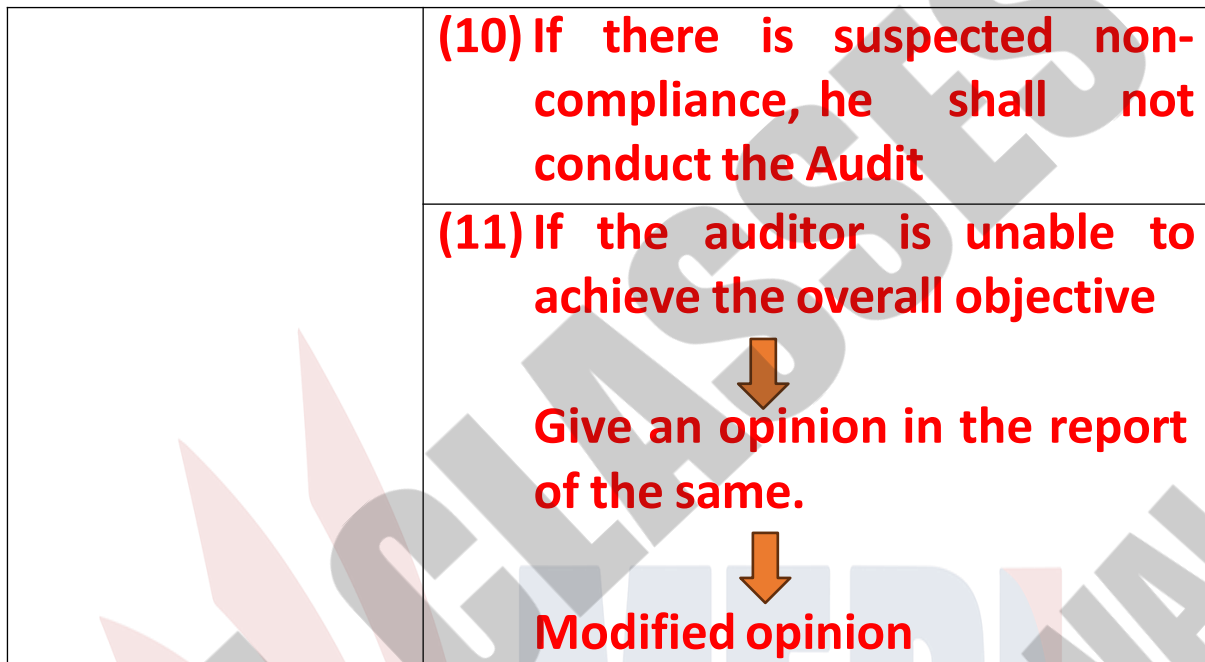 (10) If there is suspected non-
compliance, he shall not
conduct the Audit
(11) If the auditor is unable to
achieve the overall objective
Give an opinion in the report
of the same.
Modified opinion
CLASSES